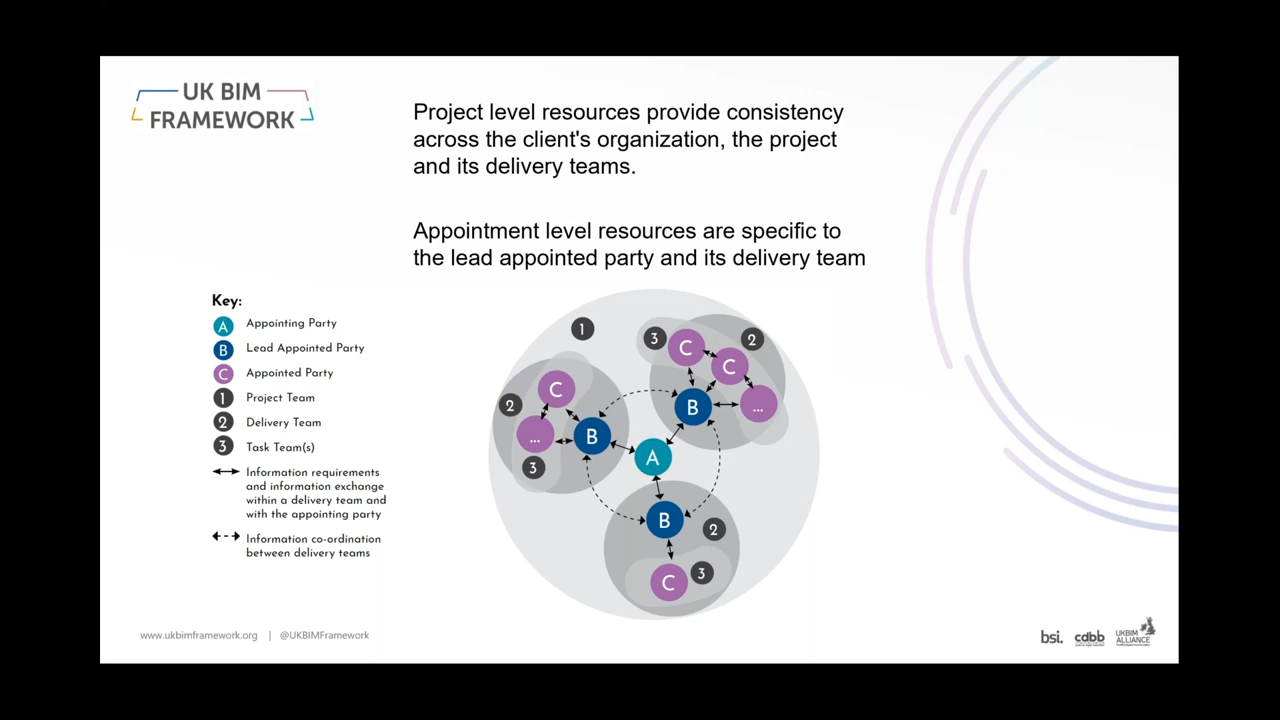 UK BIM
FRAMEWORK
Project level resources provide consistency
across the client's organization, the project
and its delivery teams.
Appointment level resources are specific to
the lead appointed party and its delivery team
Key:
A Appointing Party
B Lead Appointed Party
C Appointed Party
1 Project Team
2 Delivery Team
3 Task Team(s)
Information requirements
and information exchange
within a delivery team and
with the appointing party
Information co-ordination
between delivery teams
1
3
C
2
C
B
...
2
C
...
B
3
A
B
2
C
3
www.ukbimframework.org | @UKBIMFramework
bsi.
cdbb
UKBIM
ALLIANCE